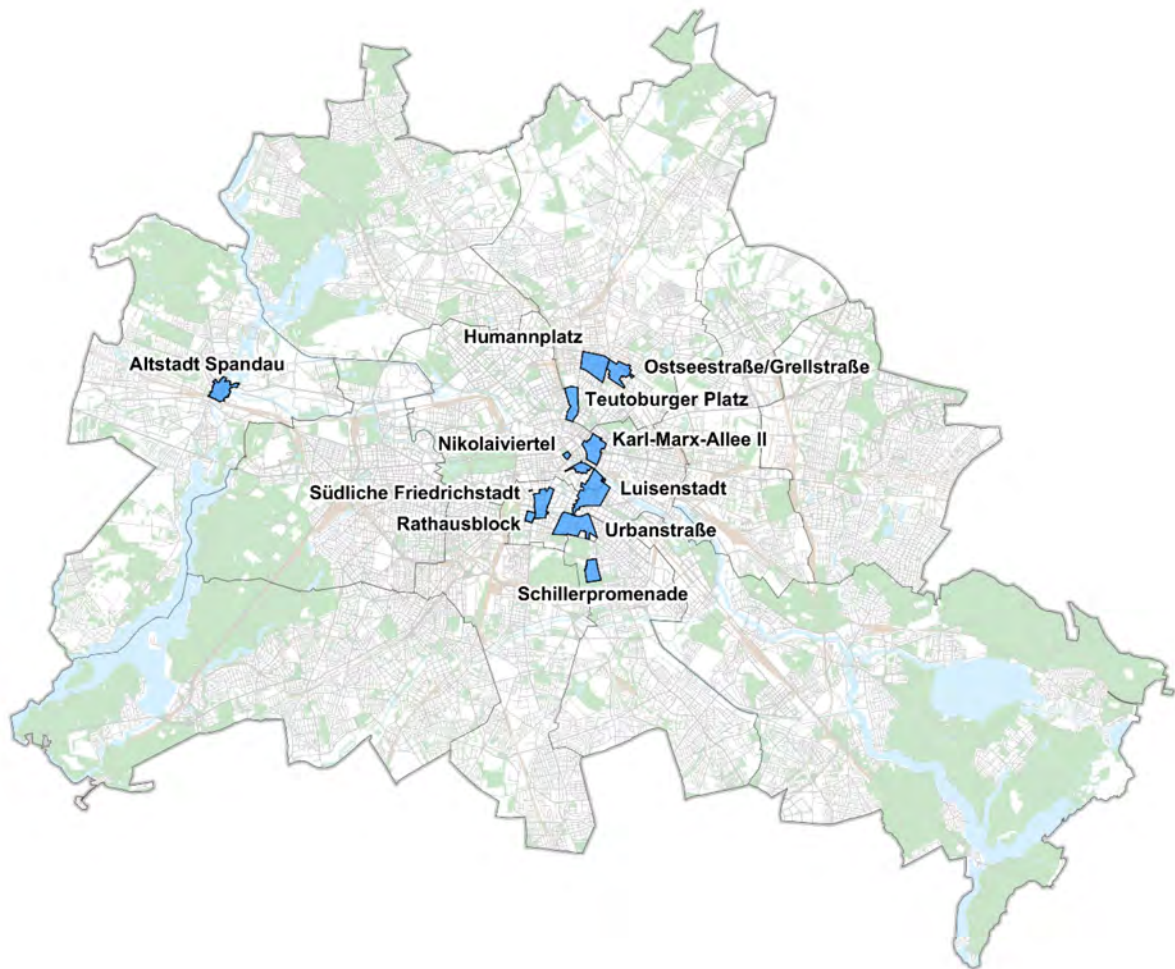 Humannplatz
Altstadt Spandau
Ostseestraße/Grellstraße
Teutoburger Platz
Nikolaiviertel
Karl-Marx-Allee II
Südliche Friedrichstadt
Luisenstadt
Rathausblock
Urbanstraße
Schillerpromenade